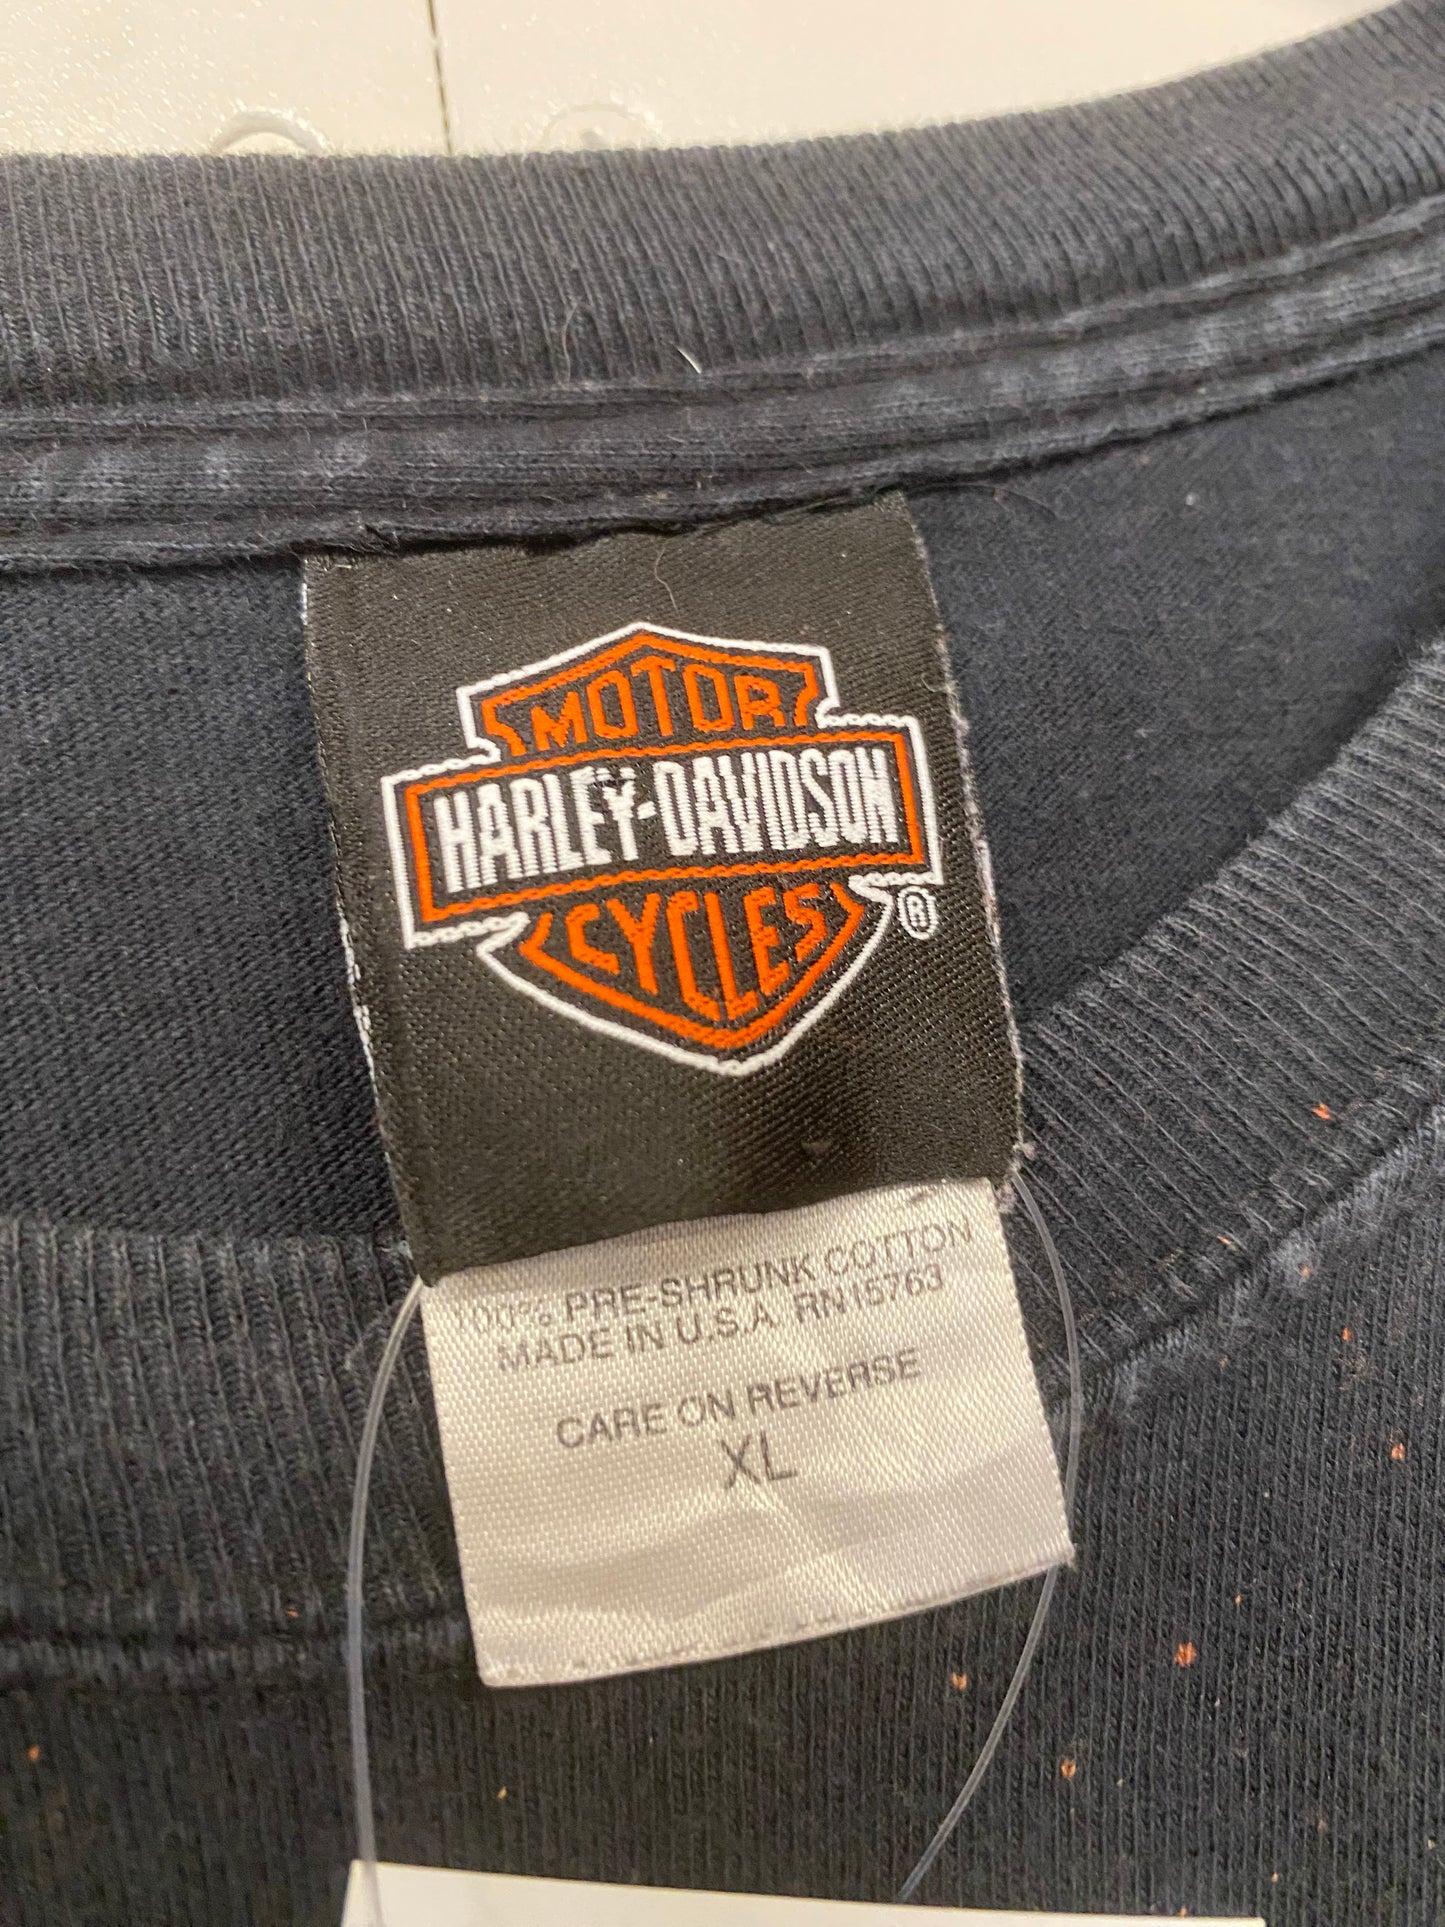 MOTOR
HARLEY-DAVIDSON
CYCLES
®
100% PRE-SHRUNK COTTON
MADE IN U.S.A. RN15763
CARE ON REVERSE
XL